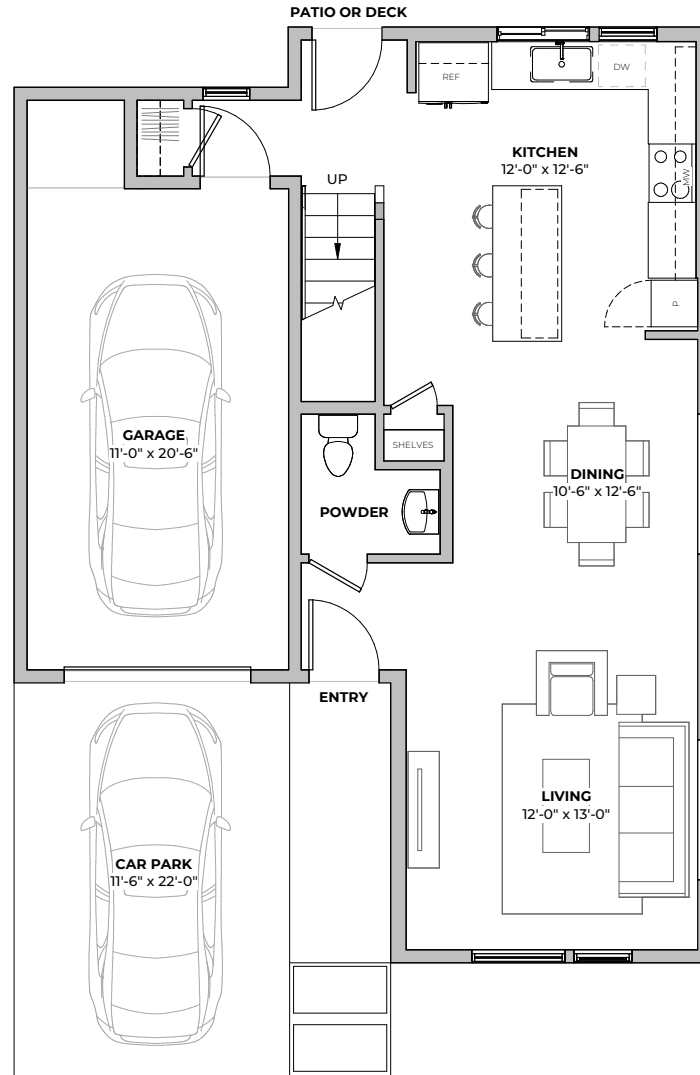 PATIO OR DECK
REF
DW
KITCHEN
12'-0" x 12'-6"
MW
UP
P
GARAGE
11'-0" x 20'-6"
SHELVES
DINING
10'-6" x 12'-6"
POWDER
ENTRY
LIVING
12'-0" x 13'-0"
CAR PARK
11'-6" x 22'-0"